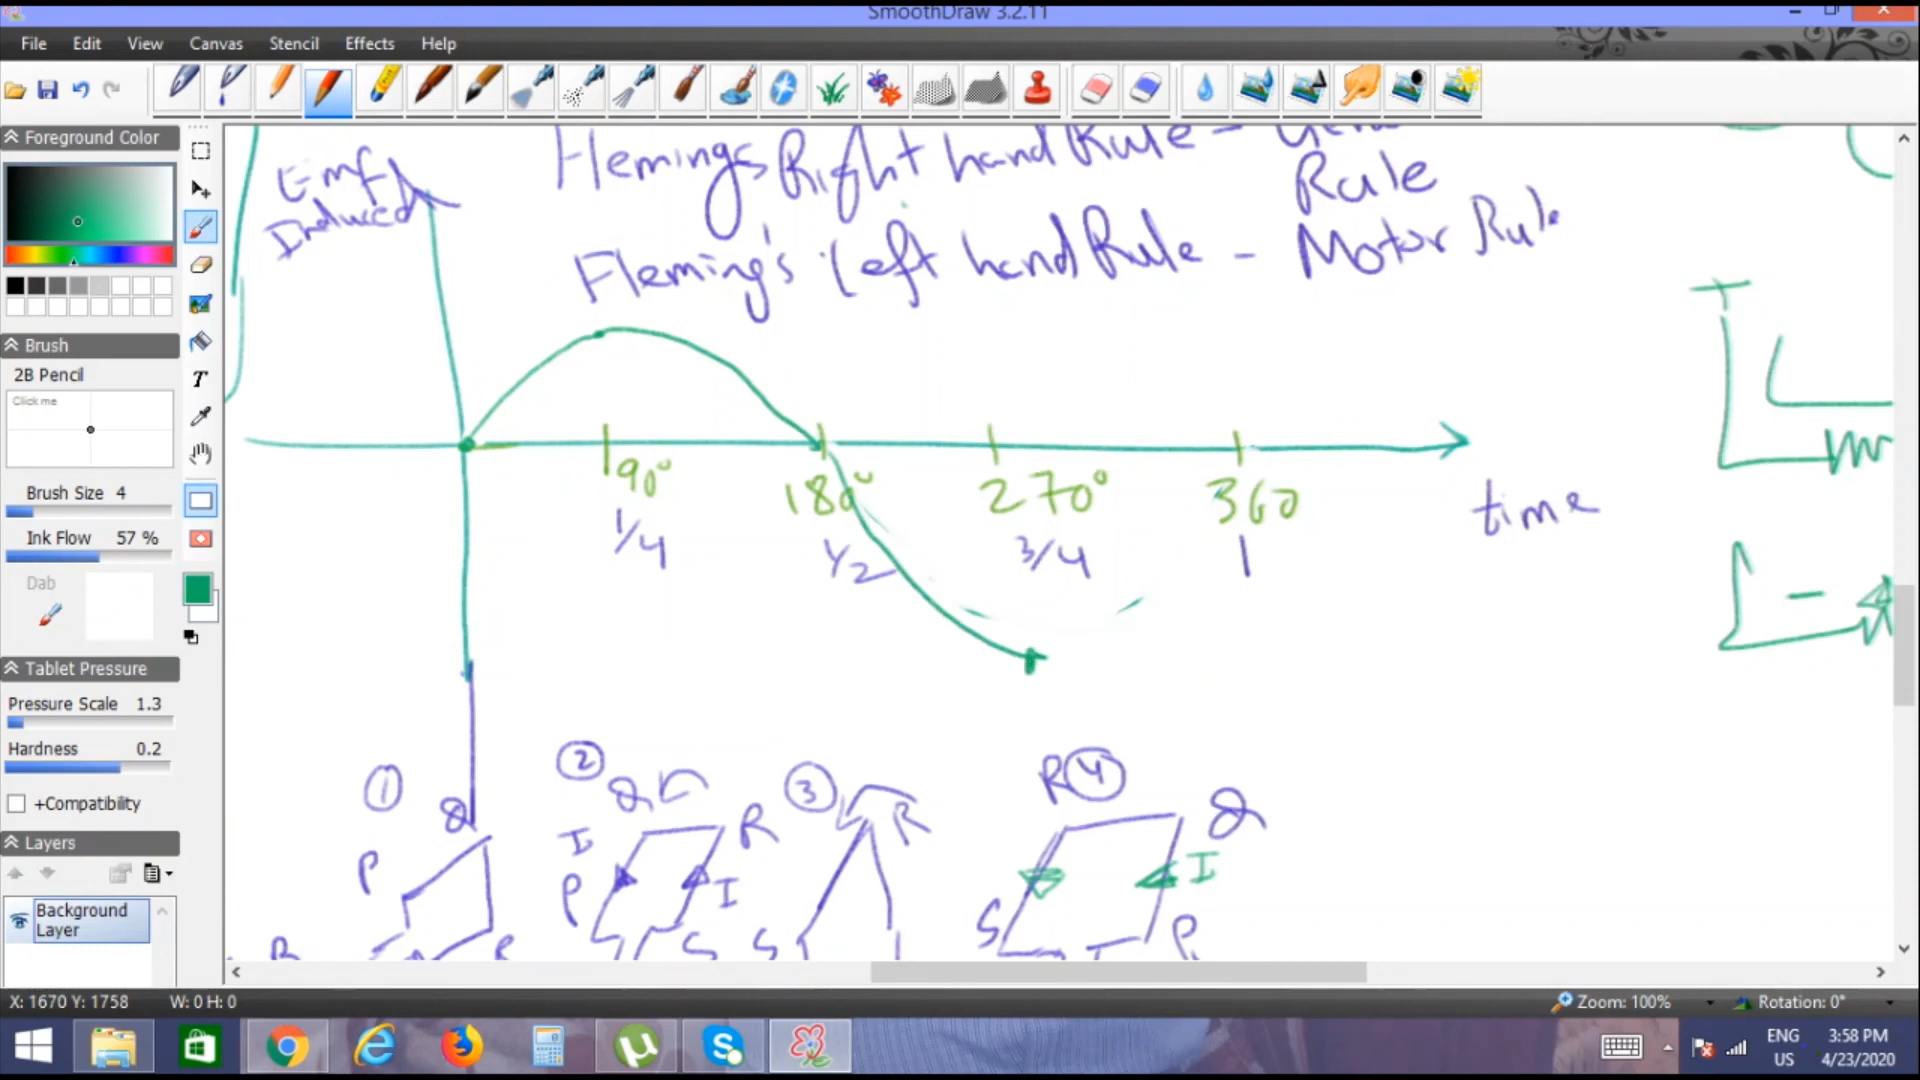 SmoothDraw 3.2.11
File Edit View Canvas Stencil Effects Help
Foreground Color
Brush
2B Pencil
Click me
Brush Size 4
Ink Flow 57 %
Dab
Tablet Pressure
Pressure Scale 1.3
Hardness 0.2
+Compatibility
Layers
Background
Layer
Emf
Induced
Flemings Right hand Rule -
Rule
Fleming's Left hand Rule - Motor Rule
90° 180° 270° 360
1/4 1/2 3/4 1
time
1 Q P
2 Q R I P I S
3 R S
R 4 Q I S P
X: 1670 Y: 1758 W: 0 H: 0 Zoom: 100% Rotation: 0°
ENG
US
3:58 PM
4/23/2020